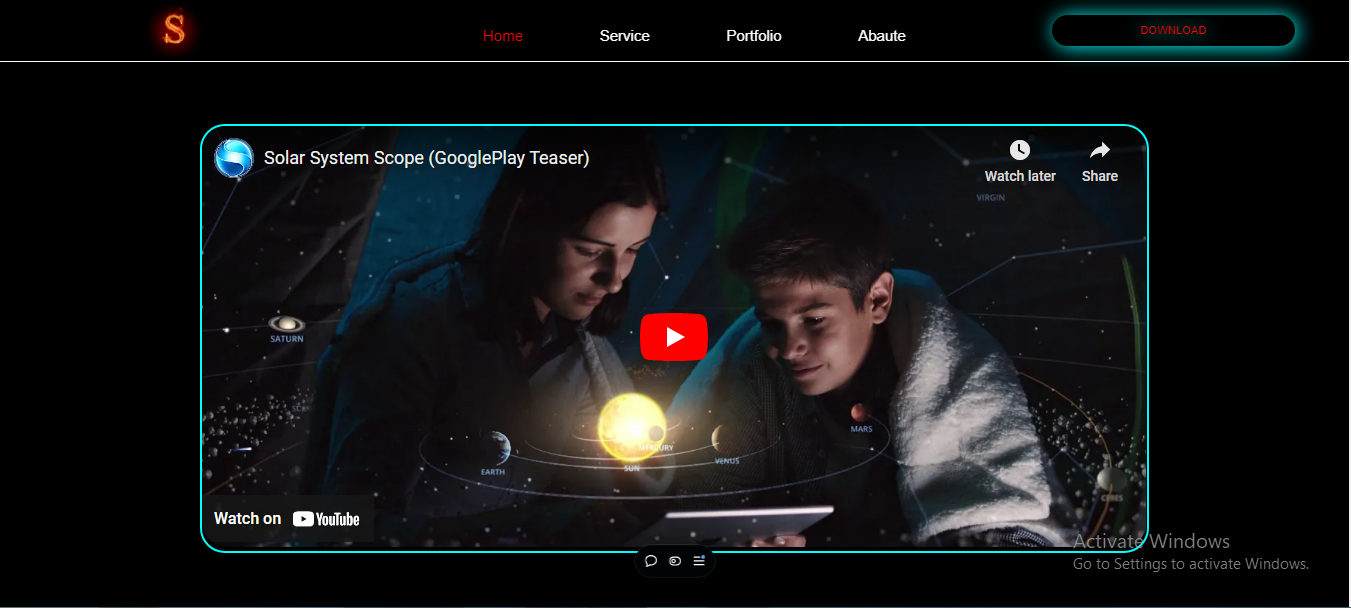 S
Home Service Portfolio Abaute DOWNLOAD
Solar System Scope (GooglePlay Teaser)
Watch later Share
VIRGIN
SATURN
MARS
MERCURY
EARTH SUN VENUS
Watch on YouTube
Activate Windows
Go to Settings to activate Windows.